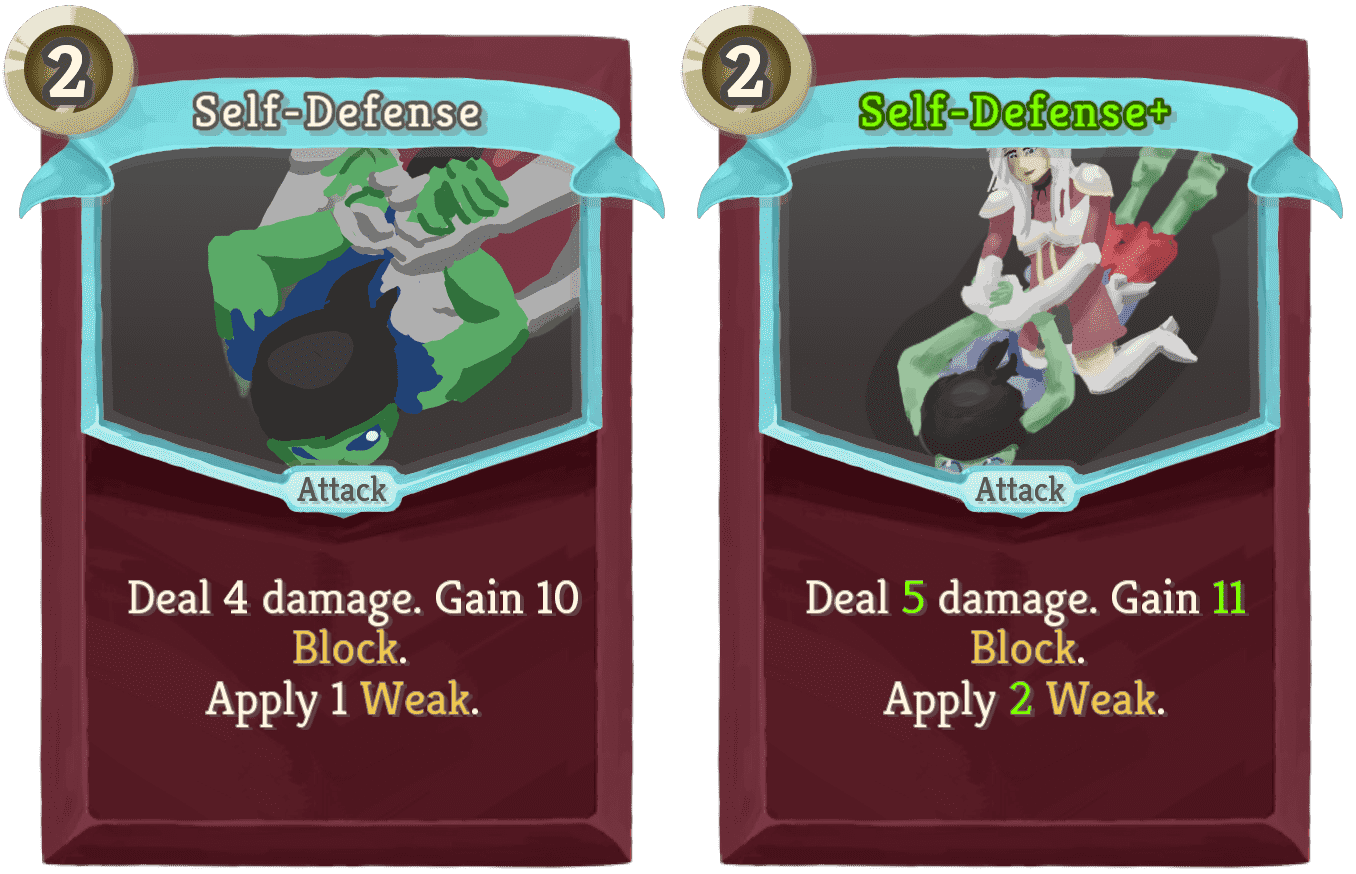 2
Self-Defense
Attack
Deal 4 damage. Gain 10
Block.
Apply 1 Weak.
2
Self-Defense+
Attack
Deal 5 damage. Gain 11
Block.
Apply 2 Weak.